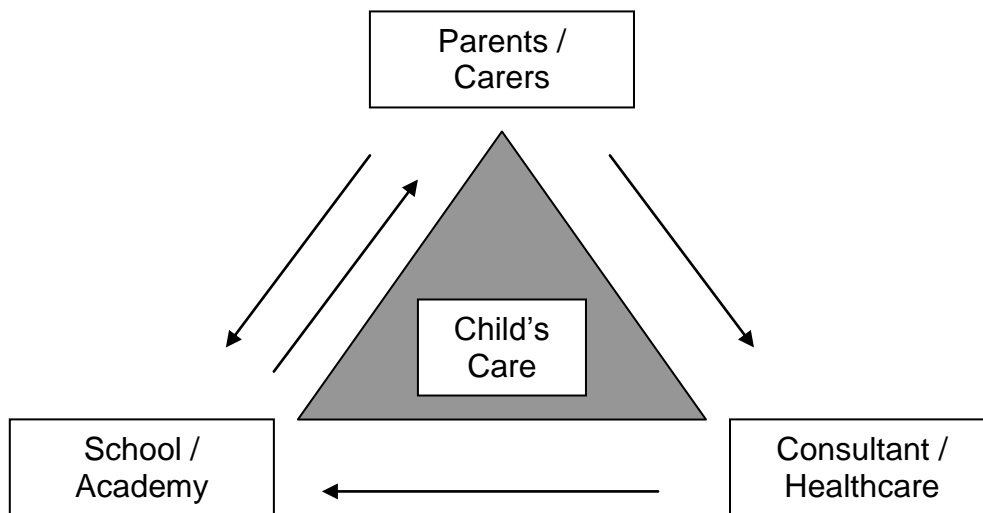 Parents /
Carers
Child's
Care
School /
Academy
Consultant /
Healthcare